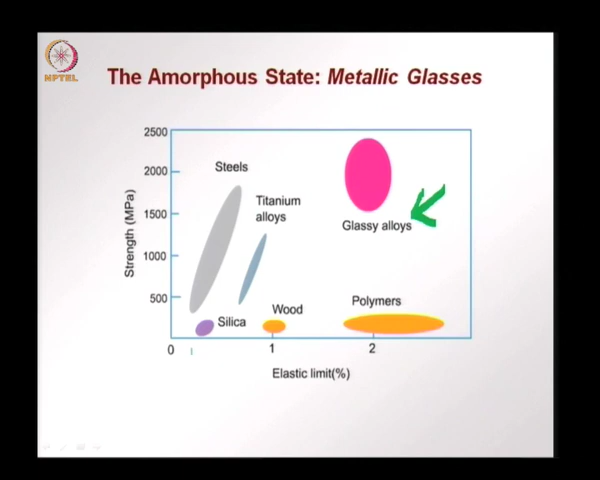 NPTEL
The Amorphous State: Metallic Glasses
2500
2000
1500
1000
500
Strength (MPa)
Steels
Titanium
alloys
Glassy alloys
Silica
Wood
Polymers
0
1
2
Elastic limit(%)